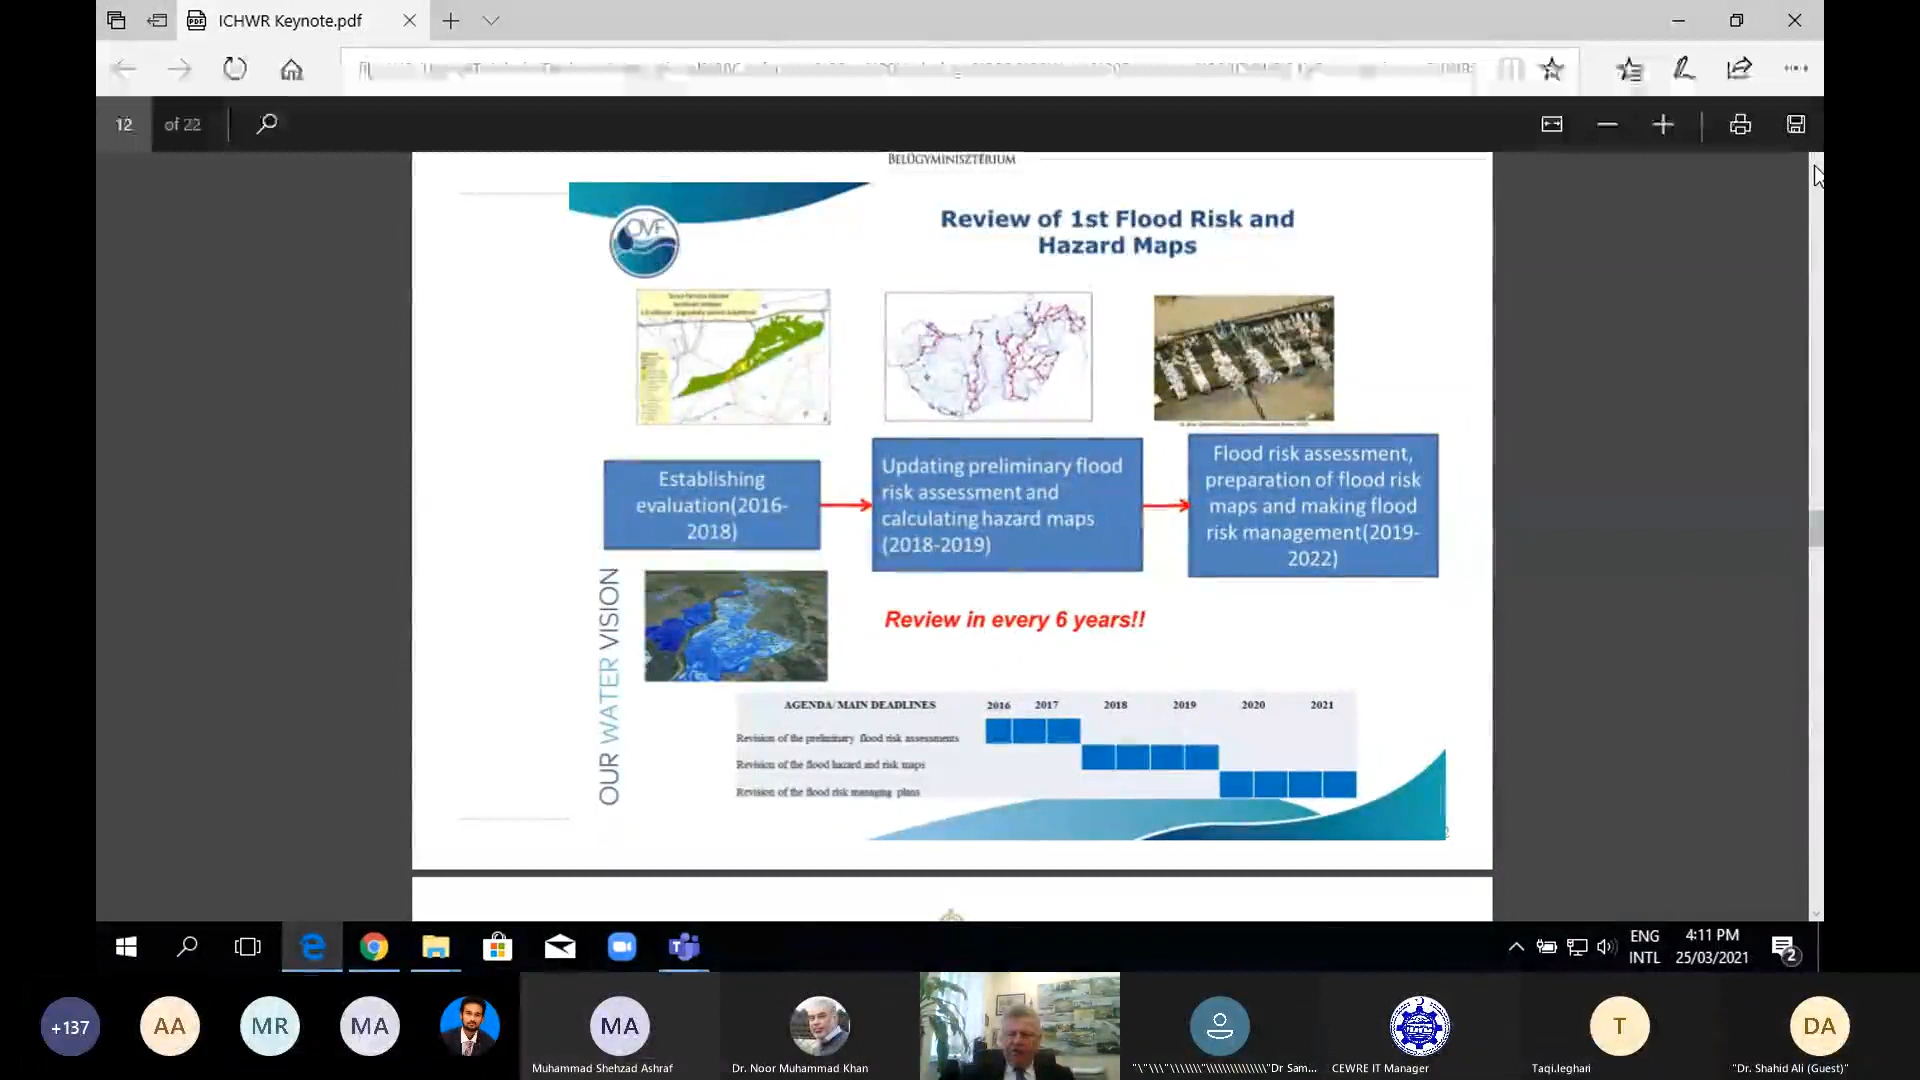 ICHWR Keynote.pdf
12 of 22
BELÜGYMINISZTÉRIUM
OVF
Review of 1st Flood Risk and
Hazard Maps
Establishing
evaluation(2016-
2018)
Updating preliminary flood
risk assessment and
calculating hazard maps
(2018-2019)
Flood risk assessment,
preparation of flood risk
maps and making flood
risk management(2019-
2022)
OUR WATER VISION
Review in every 6 years!!
AGENDA/MAIN DEADLINES 2016 2017 2018 2019 2020 2021
Revision of the preliminary flood risk assessments
Revision of the flood hazard and risk maps
Revision of the flood risk managing plans
ENG
INTL
4:11 PM
25/03/2021
2
+137
AA
MR
MA
MA
T
DA
Muhammad Shehzad Ashraf
Dr. Noor Muhammad Khan
"\"\\\"\\\\\\\"\\\\\\\\\\\\\\"Dr Sam...
CEWRE IT Manager
Taqi.leghari
"Dr. Shahid Ali (Guest)"